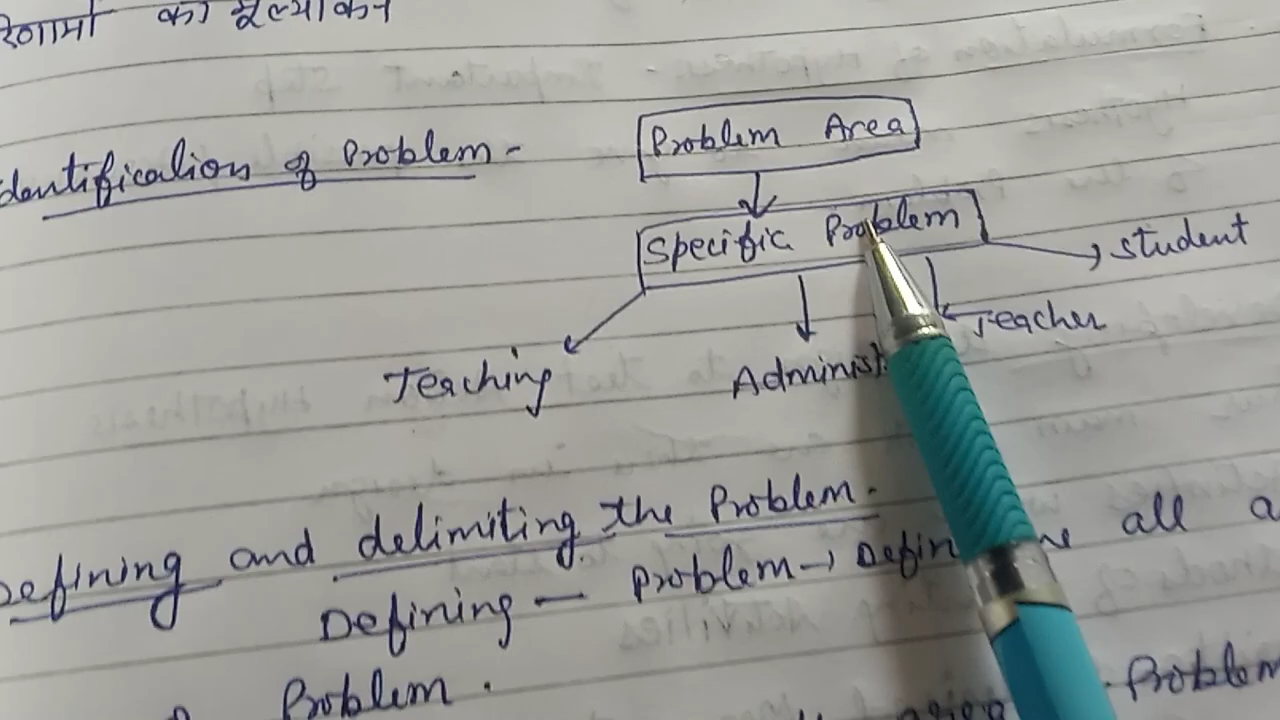 का मूल्यांकन
dentification of Problem -
Problem Area
Specific Problem
student
Teacher
Teaching
Administ
Defining and delimiting the Problem.
Defining — Problem → Defin all a
Problem.
Problem